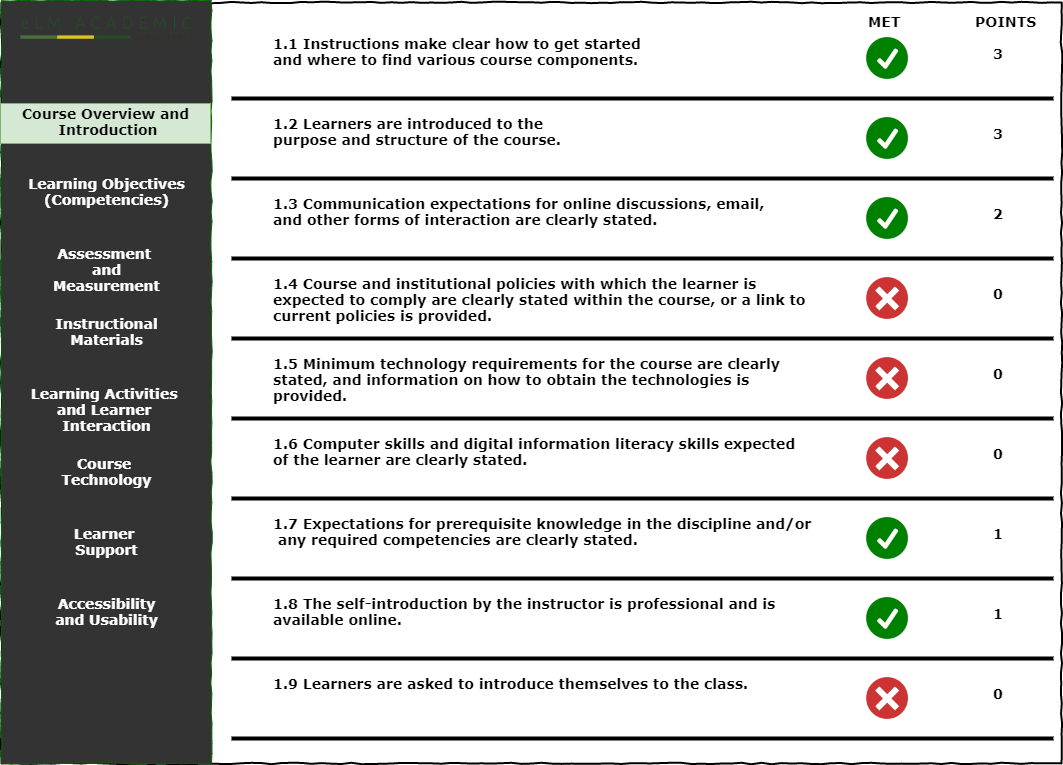 ELM ACADEMIC
Course Overview and
Introduction
Learning Objectives
(Competencies)
Assessment
and
Measurement
Instructional
Materials
Learning Activities
and Learner
Interaction
Course
Technology
Learner
Support
Accessibility
and Usability
MET POINTS
1.1 Instructions make clear how to get started
and where to find various course components.
3
1.2 Learners are introduced to the
purpose and structure of the course.
3
1.3 Communication expectations for online discussions, email,
and other forms of interaction are clearly stated.
2
1.4 Course and institutional policies with which the learner is
expected to comply are clearly stated within the course, or a link to
current policies is provided.
0
1.5 Minimum technology requirements for the course are clearly
stated, and information on how to obtain the technologies is
provided.
0
1.6 Computer skills and digital information literacy skills expected
of the learner are clearly stated.
0
1.7 Expectations for prerequisite knowledge in the discipline and/or
any required competencies are clearly stated.
1
1.8 The self-introduction by the instructor is professional and is
available online.
1
1.9 Learners are asked to introduce themselves to the class.
0